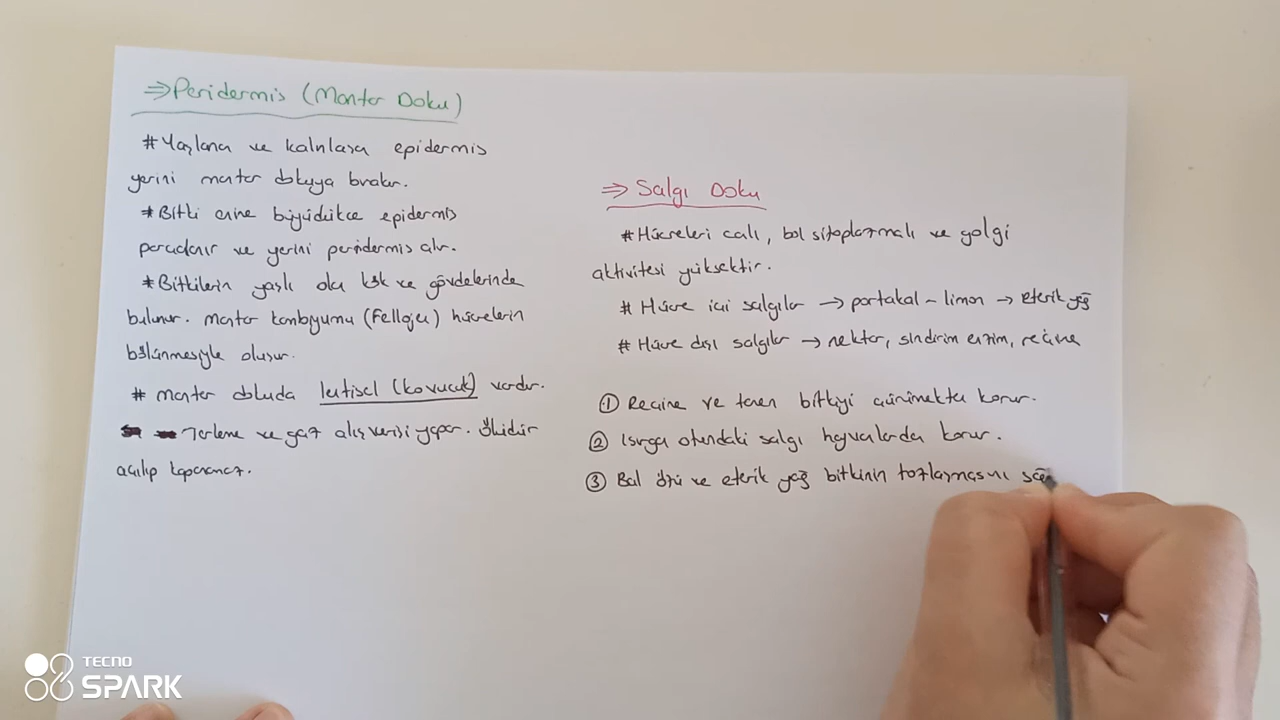 ⇒ Peridermis (Mantar Doku)
# Yaşlanan ve kalınlaşan epidermis
yerini mantar dokuya bırakır.
* Bitki enine büyüdükce epidermis
parcalanır ve yerini peridermis alır.
* Bitkilerin yaşlı olan kök ve gövdelerinde
bulunur. Mantar kambiyumu (Fellojen) hücrelerin
bölünmesiyle oluşur.
# Mantar dokuda lentisel (kovucuk) vardır.
Terleme ve gaz alışverişi yapar. Ölüdür
açılıp kapanamaz.
⇒ Salgı Doku
# Hücreleri canlı, bol sitoplazmalı ve golgi
aktivitesi yüksektir.
# Hücre içi salgılar → portakal - limon → eterik yağ
# Hücre dışı salgılar → nektar, sindirim enzim, reçine
① Reçine ve tanen bitkiyi çürümekten korur.
② Isırgan otundaki salgı hayvanlardan korur.
③ Bal özü ve eterik yağ bitkinin tozlaşmasını sağ
TECNO
SPARK